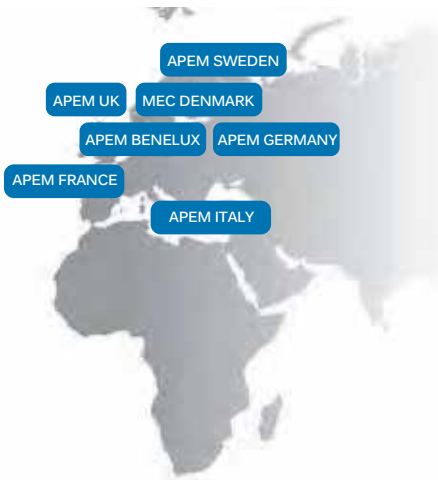 APEM SWEDEN
APEM UK
MEC DENMARK
APEM BENELUX
APEM GERMANY
APEM FRANCE
APEM ITALY